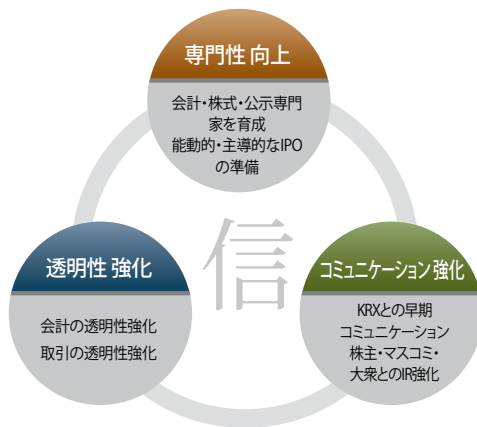 専門性 向上
会計・株式・公示専門
家を育成
能動的・主導的なIPO
の準備
信
透明性 強化
会計の透明性強化
取引の透明性強化
コミュニケーション 強化
KRXとの早期
コミュニケーション
株主・マスコミ・
大衆とのIR強化